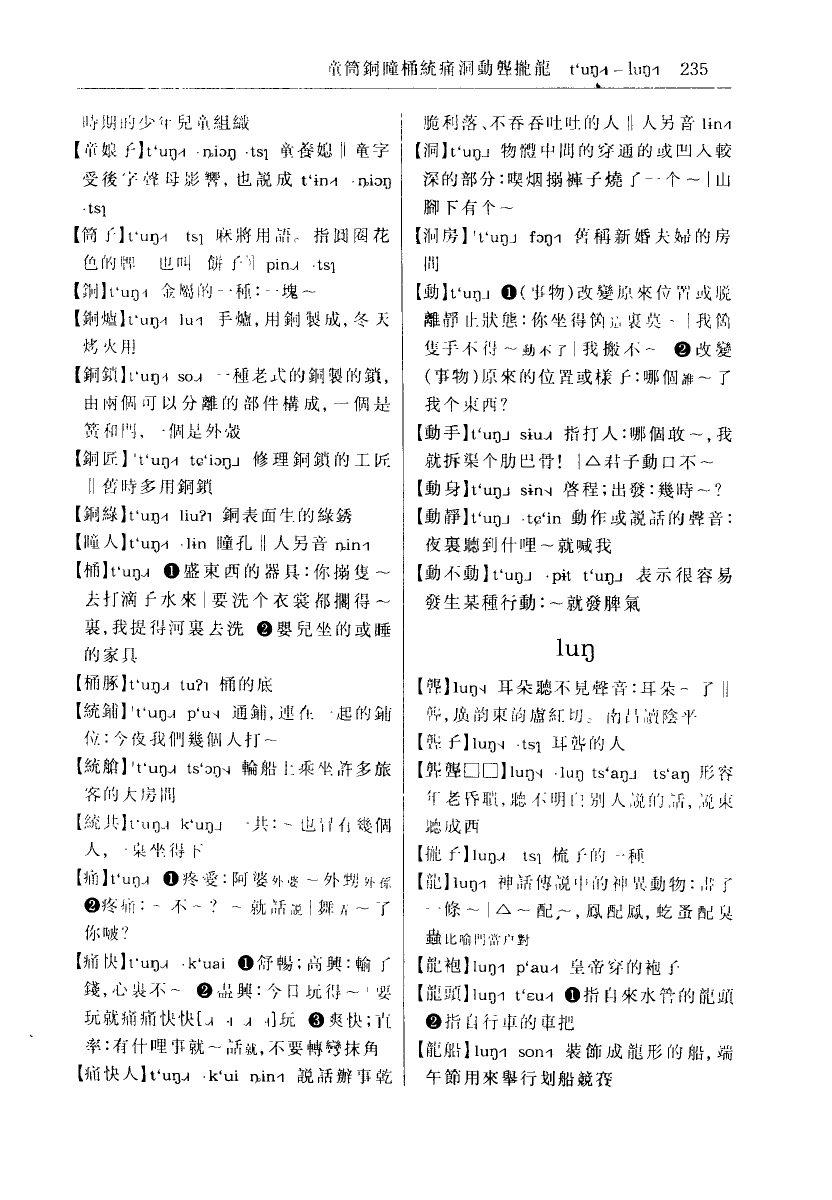 童筒銅瞳桶統痛洞動聾攏龍 t‘uŋ˧˥－luŋ˧˥ 235
時期的少年兒童組織
【童娘子】t‘uŋ ·ȵiɔŋ ·tsɿ 童養媳‖童字
受後字聲母影響,也説成 t‘ɨn ·ȵiɔŋ
·tsɿ
【筒子】t‘uŋ tsɿ 麻將用語。指圓圈花
色的牌 也叫 餅子 pin ·tsɿ
【銅】t‘uŋ 金屬的一種:一塊～
【銅爐】t‘uŋ lu 手爐,用銅製成,冬天
烤火用
【銅鎖】t‘uŋ so 一種老式的銅製的鎖,
由兩個可以分離的部件構成,一個是
簧和門,一個是外殼
【銅匠】t‘uŋ tɕ‘iɔŋ 修理銅鎖的工匠
‖舊時多用銅鎖
【銅綠】t‘uŋ liuʔ 銅表面生的綠銹
【瞳人】t‘uŋ ·lɨn 瞳孔‖人另音 ȵin
【桶】t‘uŋ ❶盛東西的器具:你搦隻～
去打滴子水來|要洗个衣裳都擱得～
裏,我提得河裏去洗 ❷嬰兒坐的或睡
的家具
【桶豚】t‘uŋ tuʔ 桶的底
【統鋪】t‘uŋ p‘u 通鋪,連在一起的鋪
位:今夜我們幾個人打～
【統艙】t‘uŋ ts‘ɔŋ 輪船上乘坐許多旅
客的大房間
【統共】t‘uŋ k‘uŋ 一共:～也冇有幾個
人,一桌坐得下
【痛】t‘uŋ ❶疼愛:阿婆外婆～外甥外孫
❷疼痛:～不～? ～就話説|舞弄～了
你啵?
【痛快】t‘uŋ ·k‘uai ❶舒暢;高興:輸了
錢,心裏不～ ❷盡興:今日玩得～|要
玩就痛痛快快[]玩 ❸爽快;直
率:有什哩事就～話就,不要轉彎抹角
【痛快人】t‘uŋ ·k‘ui ȵin 説話辦事乾
脆利落、不吞吞吐吐的人‖人另音 lɨn
【洞】t‘uŋ 物體中間的穿通的或凹入較
深的部分:喫烟搦褲子燒了一个～|山
腳下有个～
【洞房】t‘uŋ fɔŋ 舊稱新婚夫婦的房
間
【動】t‘uŋ ❶(事物)改變原來位置或脱
離靜止狀態:你坐得箇裏莫～|我箇
隻手不得～動不了|我搬不～ ❷改變
(事物)原來的位置或樣子:哪個誰～了
我个東西?
【動手】t‘uŋ sɨu 指打人:哪個敢～,我
就拆渠个肋巴骨! |△君子動口不～
【動身】t‘uŋ sɨn 啓程;出發:幾時～?
【動靜】t‘uŋ ·tɕ‘in 動作或説話的聲音:
夜裏聽到什哩～就喊我
【動不動】t‘uŋ ·pɨt t‘uŋ 表示很容易
發生某種行動:～就發脾氣
luŋ
【聾】luŋ 耳朵聽不見聲音:耳朵～了‖
聾,廣韵東韵盧紅切。南昌讀陰平
【聾子】luŋ ·tsɿ 耳聾的人
【聾聾□□】luŋ ·luŋ ts‘aŋ ts‘aŋ 形容
年老昏聵,聽不明白别人説的話,説東
聽成西
【攏子】luŋ tsɿ 梳子的一種
【龍】luŋ 神話傳説中的神異動物:畫了
一條～|△～配～,鳳配鳳,虼蚤配臭
蟲比喻門當户對
【龍袍】luŋ p‘au 皇帝穿的袍子
【龍頭】luŋ t‘ɛu ❶指自來水管的龍頭
❷指自行車的車把
【龍船】luŋ son 裝飾成龍形的船,端
午節用來舉行划船競賽